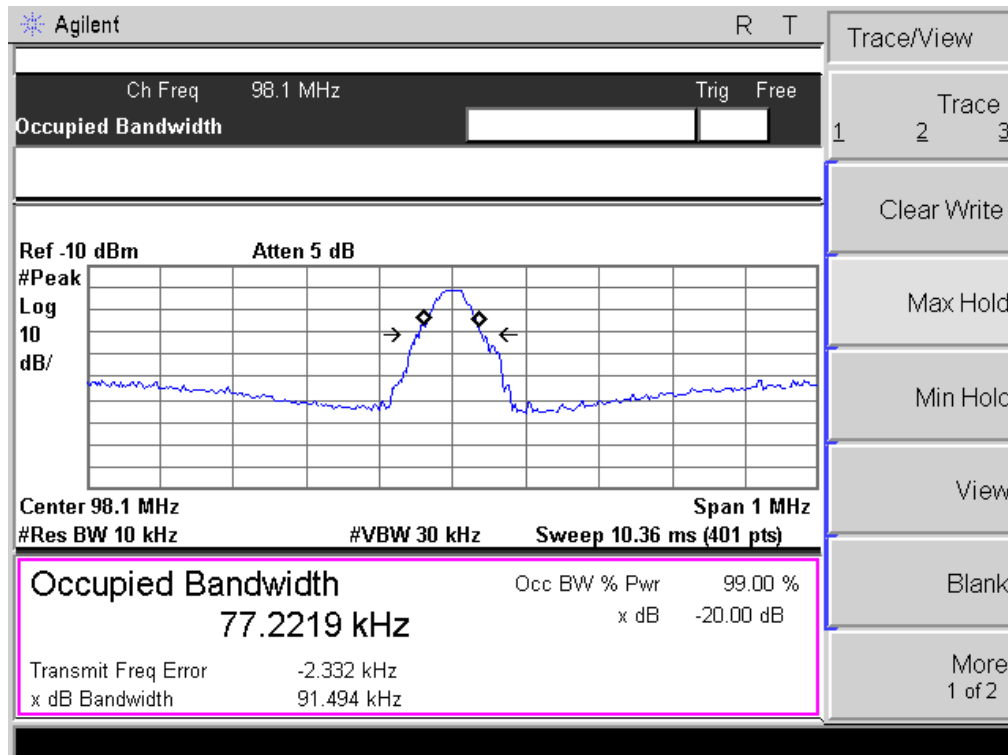 Agilent R T
Trace/View
Ch Freq 98.1 MHz Trig Free
Occupied Bandwidth
Trace
1 2 3
Clear Write
Max Hold
Min Hold
View
Blank
More
1 of 2
Ref -10 dBm Atten 5 dB
#Peak
Log
10
dB/
Center 98.1 MHz Span 1 MHz
#Res BW 10 kHz #VBW 30 kHz Sweep 10.36 ms (401 pts)
Occupied Bandwidth
77.2219 kHz
Occ BW % Pwr 99.00 %
x dB -20.00 dB
Transmit Freq Error -2.332 kHz
x dB Bandwidth 91.494 kHz